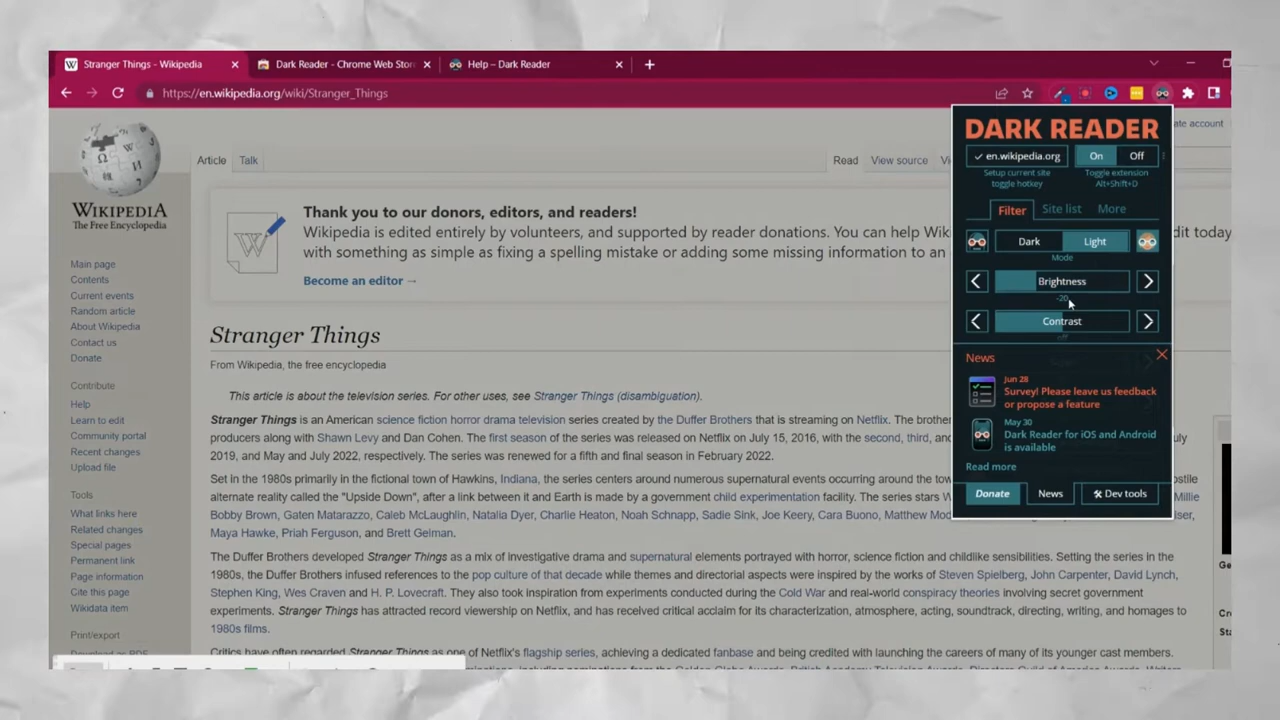 Stranger Things - Wikipedia
Dark Reader - Chrome Web Stor
Help – Dark Reader
https://en.wikipedia.org/wiki/Stranger_Things
ate account
WIKIPEDIA
The Free Encyclopedia
Main page
Contents
Current events
Random article
About Wikipedia
Contact us
Donate
Contribute
Help
Learn to edit
Community portal
Recent changes
Upload file
Tools
What links here
Related changes
Special pages
Permanent link
Page information
Cite this page
Wikidata item
Print/export
Article Talk
Read View source
Thank you to our donors, editors, and readers!
Wikipedia is edited entirely by volunteers, and supported by reader donations. You can help Wik
with something as simple as fixing a spelling mistake or adding some missing information to an
dit today
Become an editor →
Stranger Things
From Wikipedia, the free encyclopedia
This article is about the television series. For other uses, see Stranger Things (disambiguation).
Stranger Things is an American science fiction horror drama television series created by the Duffer Brothers that is streaming on Netflix. The brother
producers along with Shawn Levy and Dan Cohen. The first season of the series was released on Netflix on July 15, 2016, with the second, third, an
2019, and May and July 2022, respectively. The series was renewed for a fifth and final season in February 2022.
Set in the 1980s primarily in the fictional town of Hawkins, Indiana, the series centers around numerous supernatural events occurring around the tow
alternate reality called the "Upside Down", after a link between it and Earth is made by a government child experimentation facility. The series stars W
Millie
Bobby Brown, Gaten Matarazzo, Caleb McLaughlin, Natalia Dyer, Charlie Heaton, Noah Schnapp, Sadie Sink, Joe Keery, Cara Buono, Matthew Mod
Maya Hawke, Priah Ferguson, and Brett Gelman.
The Duffer Brothers developed Stranger Things as a mix of investigative drama and supernatural elements portrayed with horror, science fiction and childlike sensibilities. Setting the series in the
1980s, the Duffer Brothers infused references to the pop culture of that decade while themes and directorial aspects were inspired by the works of Steven Spielberg, John Carpenter, David Lynch,
Stephen King, Wes Craven and H. P. Lovecraft. They also took inspiration from experiments conducted during the Cold War and real-world conspiracy theories involving secret government
experiments. Stranger Things has attracted record viewership on Netflix, and has received critical acclaim for its characterization, atmosphere, acting, soundtrack, directing, writing, and homages to
1980s films.
Critics have often regarded Stranger Things as one of Netflix's flagship series, achieving a dedicated fanbase and being credited with launching the careers of many of its younger cast members.
DARK READER
en.wikipedia.org
On Off
Setup current site
toggle hotkey
Toggle extension
Alt+Shift+D
Filter Site list More
Dark Light
Mode
Brightness
-20
Contrast
off
News
Jun 28
Survey! Please leave us feedback
or propose a feature
May 30
Dark Reader for iOS and Android
is available
Read more
Donate News Dev tools